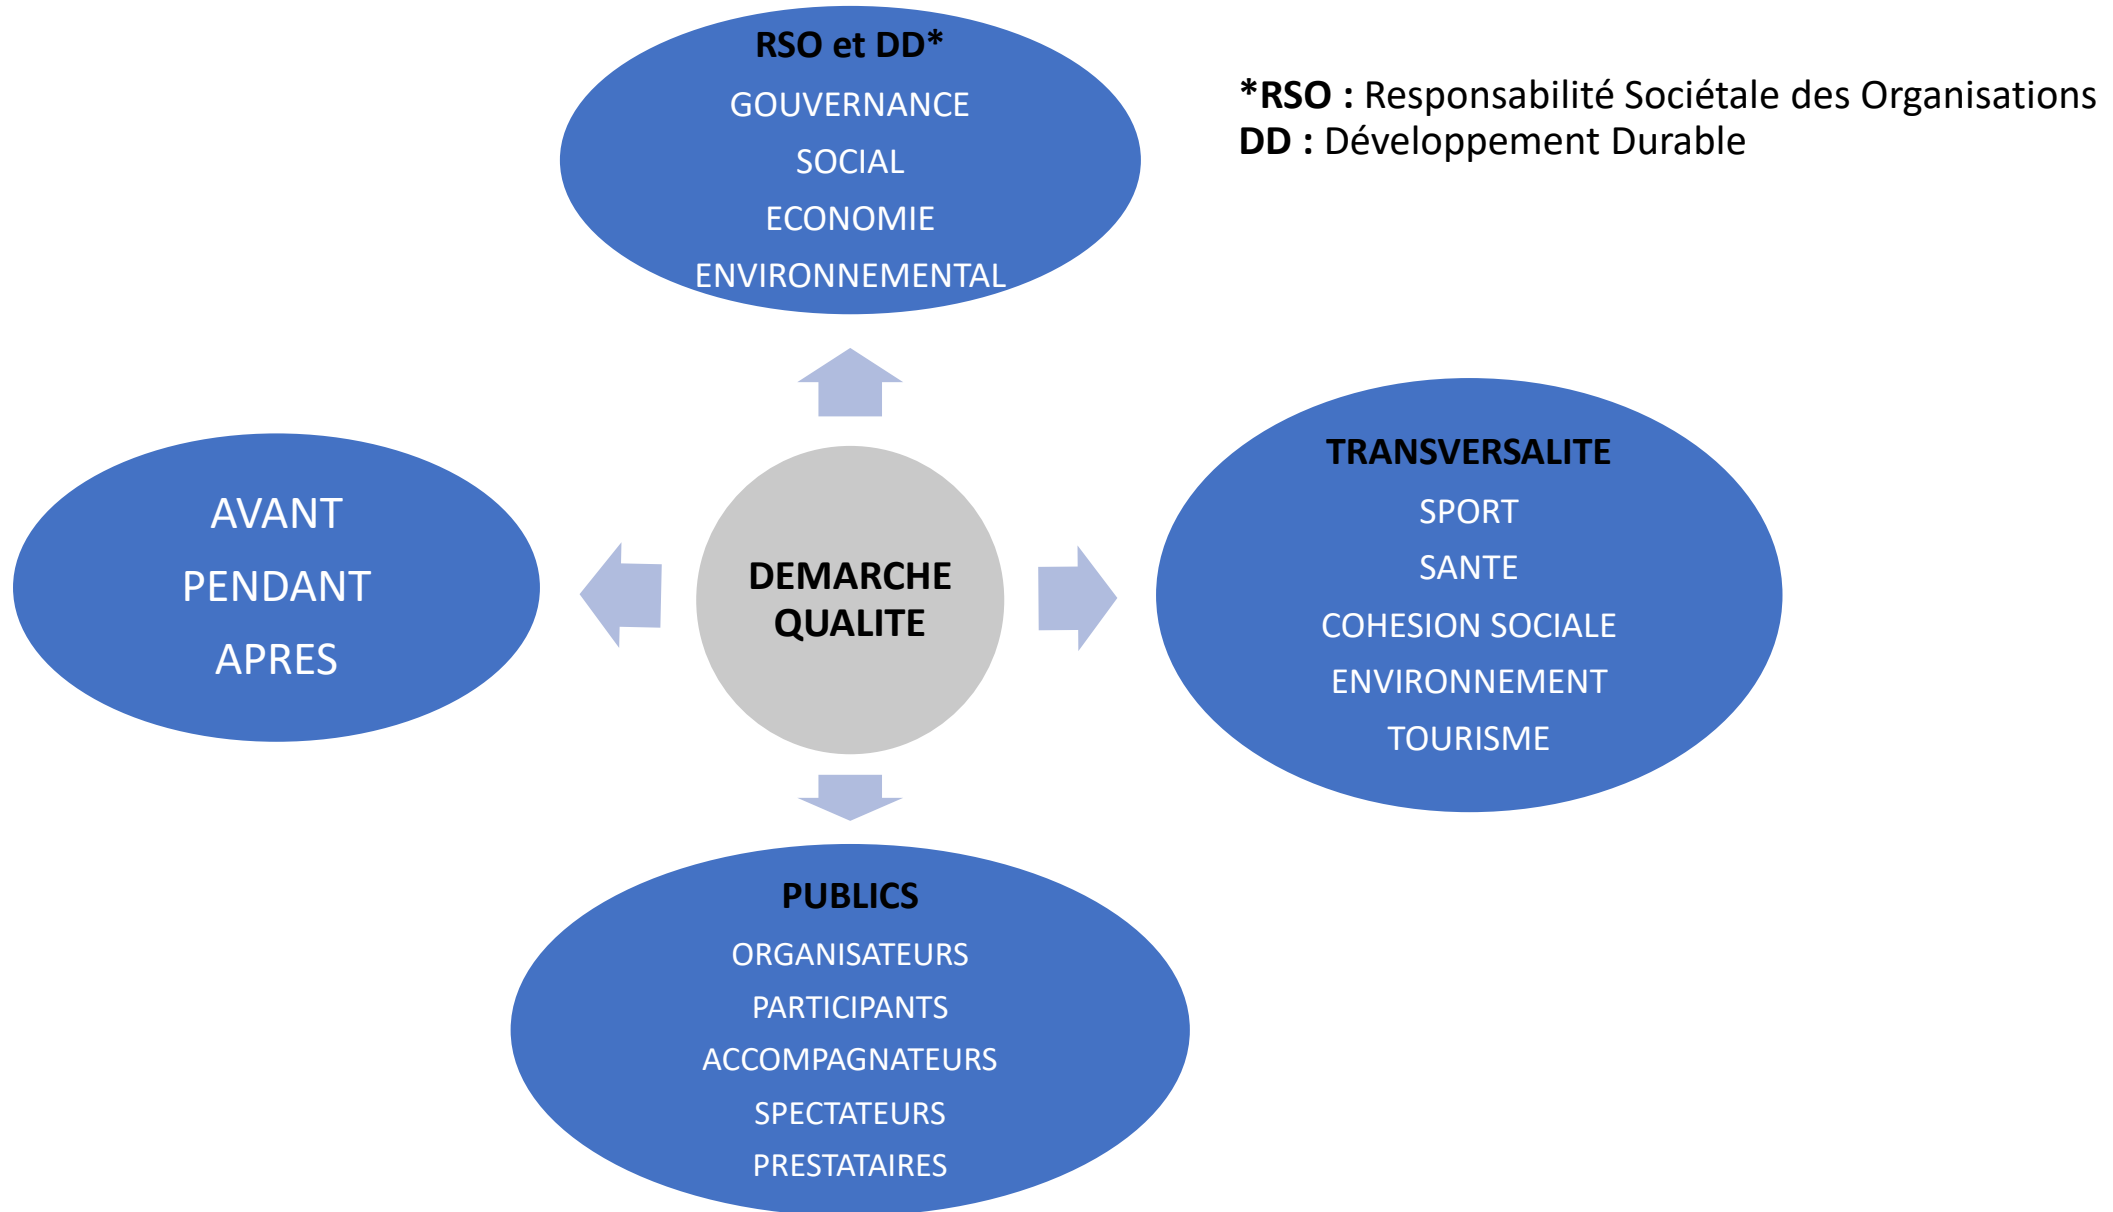 RSO et DD*
GOUVERNANCE
SOCIAL
ECONOMIE
ENVIRONNEMENTAL
*RSO : Responsabilité Sociétale des Organisations
DD : Développement Durable
AVANT
PENDANT
APRES
DEMARCHE
QUALITE
TRANSVERSALITE
SPORT
SANTE
COHESION SOCIALE
ENVIRONNEMENT
TOURISME
PUBLICS
ORGANISATEURS
PARTICIPANTS
ACCOMPAGNATEURS
SPECTATEURS
PRESTATAIRES